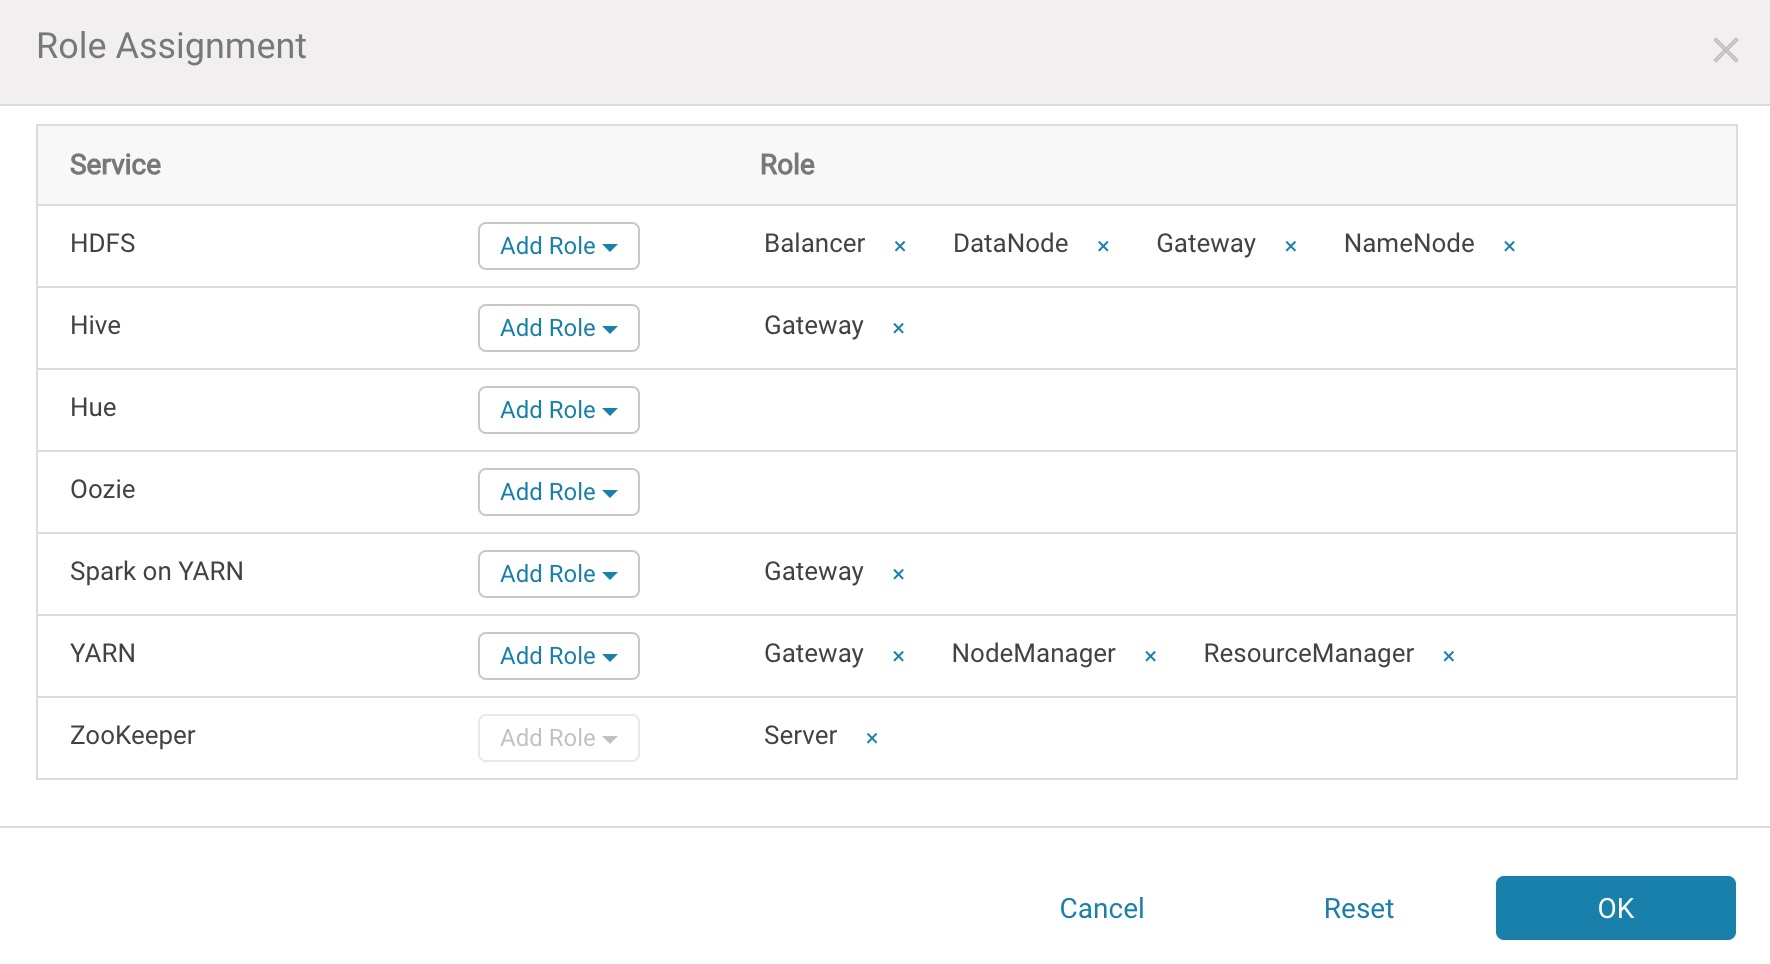 Role Assignment
Service Role
HDFS Add Role Balancer × DataNode × Gateway × NameNode ×
Hive Add Role Gateway ×
Hue Add Role
Oozie Add Role
Spark on YARN Add Role Gateway ×
YARN Add Role Gateway × NodeManager × ResourceManager ×
ZooKeeper Add Role Server ×
Cancel Reset OK